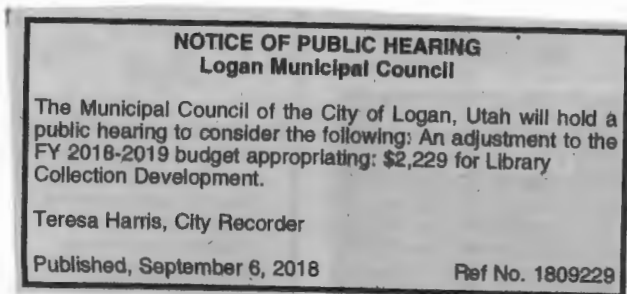 NOTICE OF PUBLIC HEARING
Logan Municipal Council
The Municipal Council of the City of Logan, Utah will hold a
public hearing to consider the following: An adjustment to the
FY 2018-2019 budget appropriating: $2,229 for Library
Collection Development.
Teresa Harris, City Recorder
Published, September 6, 2018 Ref No. 1809229